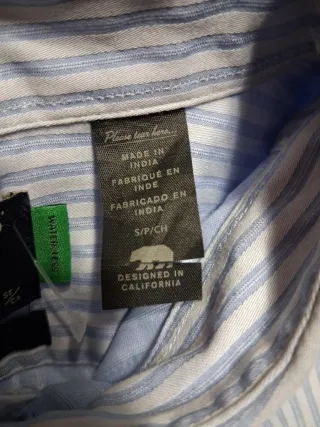 Please tear here...
MADE IN
INDIA
FABRIQUÉ EN
INDE
FABRICADO EN
INDIA
S/P/CH
DESIGNED IN
CALIFORNIA